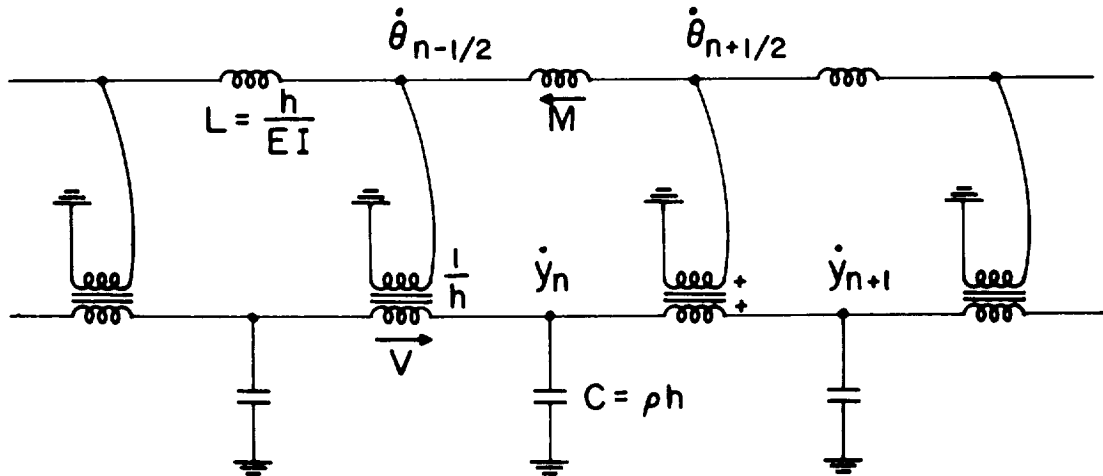 θ̇ₙ₋₁/₂
θ̇ₙ₊₁/₂
L = h/EI
M
1/h
ẏₙ
+
+
ẏₙ₊₁
V
C = ρh